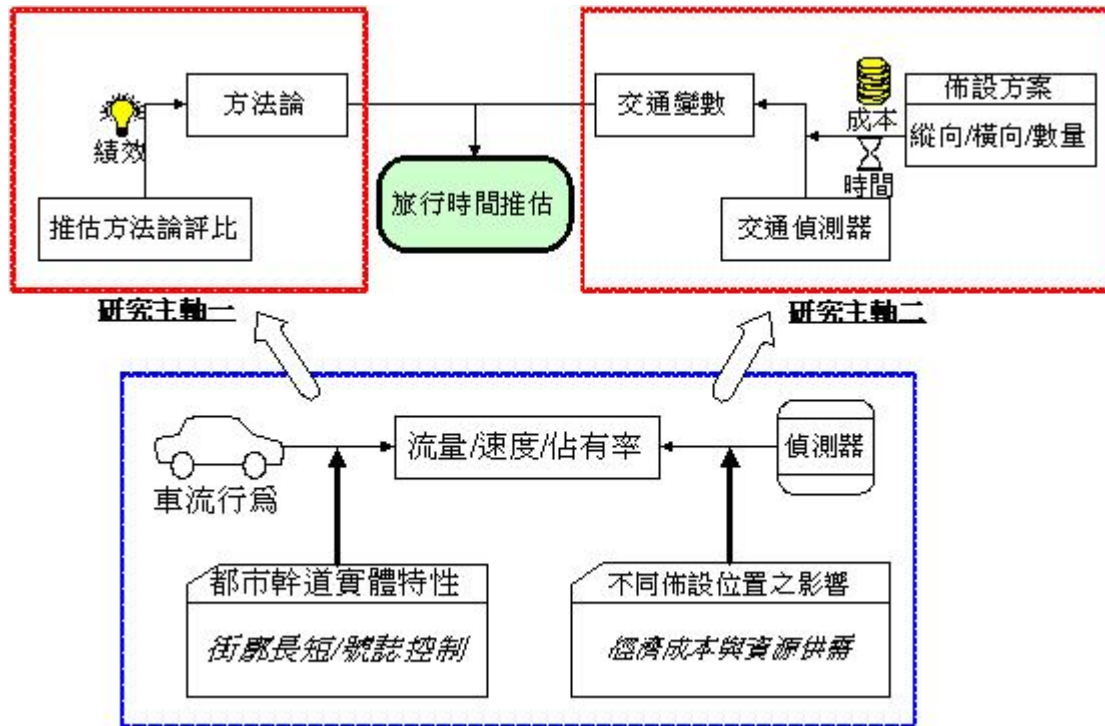 方法論
績效
推估方法論評比
旅行時間推估
交通變數
成本
時間
佈設方案
縱向/橫向/數量
交通偵測器
研究主軸一
研究主軸二
車流行為
流量/速度/佔有率
偵測器
都市幹道實體特性
街廓長短/號誌控制
不同佈設位置之影響
經濟成本與資源供需